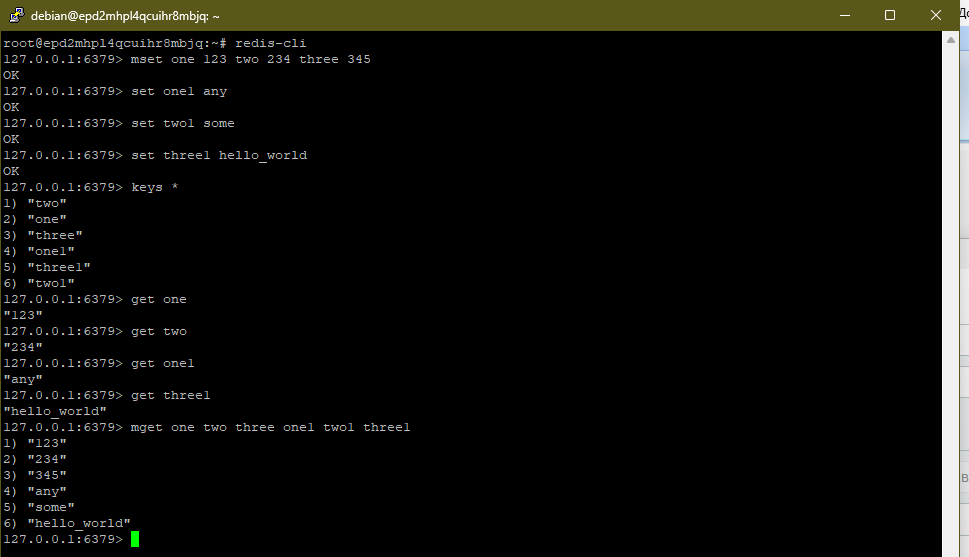 debian@epd2mhpl4qcuihr8mbjq: ~
root@epd2mhpl4qcuihr8mbjq:~# redis-cli
127.0.0.1:6379> mset one 123 two 234 three 345
OK
127.0.0.1:6379> set one1 any
OK
127.0.0.1:6379> set two1 some
OK
127.0.0.1:6379> set three1 hello_world
OK
127.0.0.1:6379> keys *
1) "two"
2) "one"
3) "three"
4) "one1"
5) "three1"
6) "two1"
127.0.0.1:6379> get one
"123"
127.0.0.1:6379> get two
"234"
127.0.0.1:6379> get one1
"any"
127.0.0.1:6379> get three1
"hello_world"
127.0.0.1:6379> mget one two three one1 two1 three1
1) "123"
2) "234"
3) "345"
4) "any"
5) "some"
6) "hello_world"
127.0.0.1:6379>